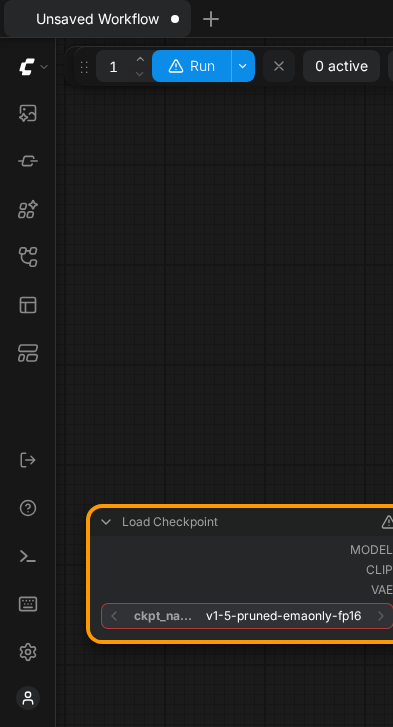 Unsaved Workflow
1
Run
0 active
Load Checkpoint
MODEL
CLIP
VAE
ckpt_na... v1-5-pruned-emaonly-fp16